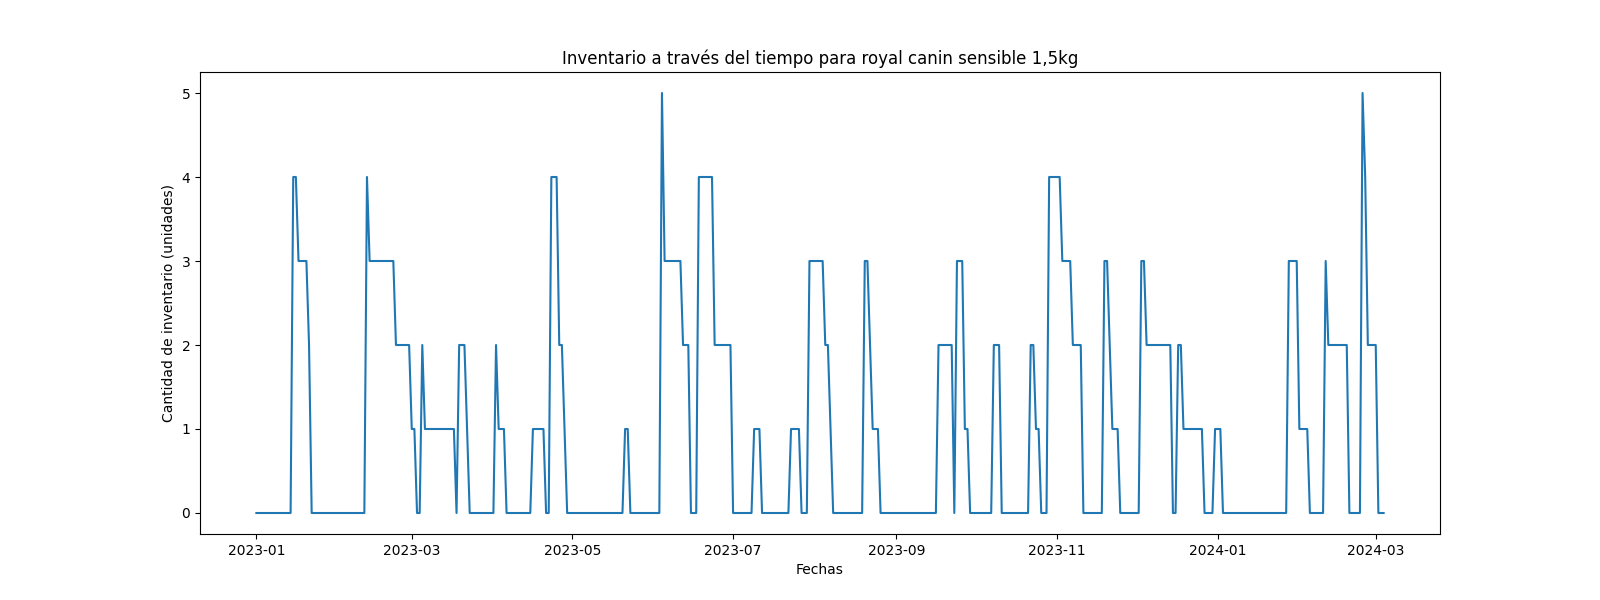 Inventario a través del tiempo para royal canin sensible 1,5kg
Cantidad de inventario (unidades)
5
4
3
2
1
0
2023-01 2023-03 2023-05 2023-07 2023-09 2023-11 2024-01 2024-03
Fechas